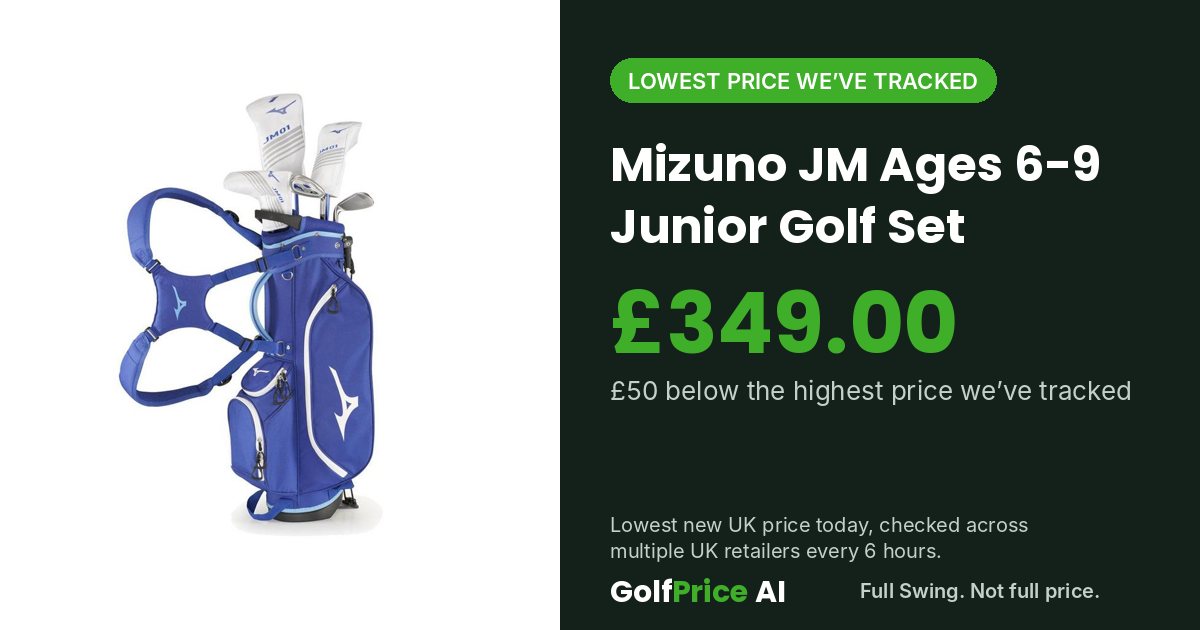 JM01
JM01
JM01
LOWEST PRICE WE’VE TRACKED
Mizuno JM Ages 6-9
Junior Golf Set
£349.00
£50 below the highest price we’ve tracked
Lowest new UK price today, checked across
multiple UK retailers every 6 hours.
GolfPrice AI
Full Swing. Not full price.